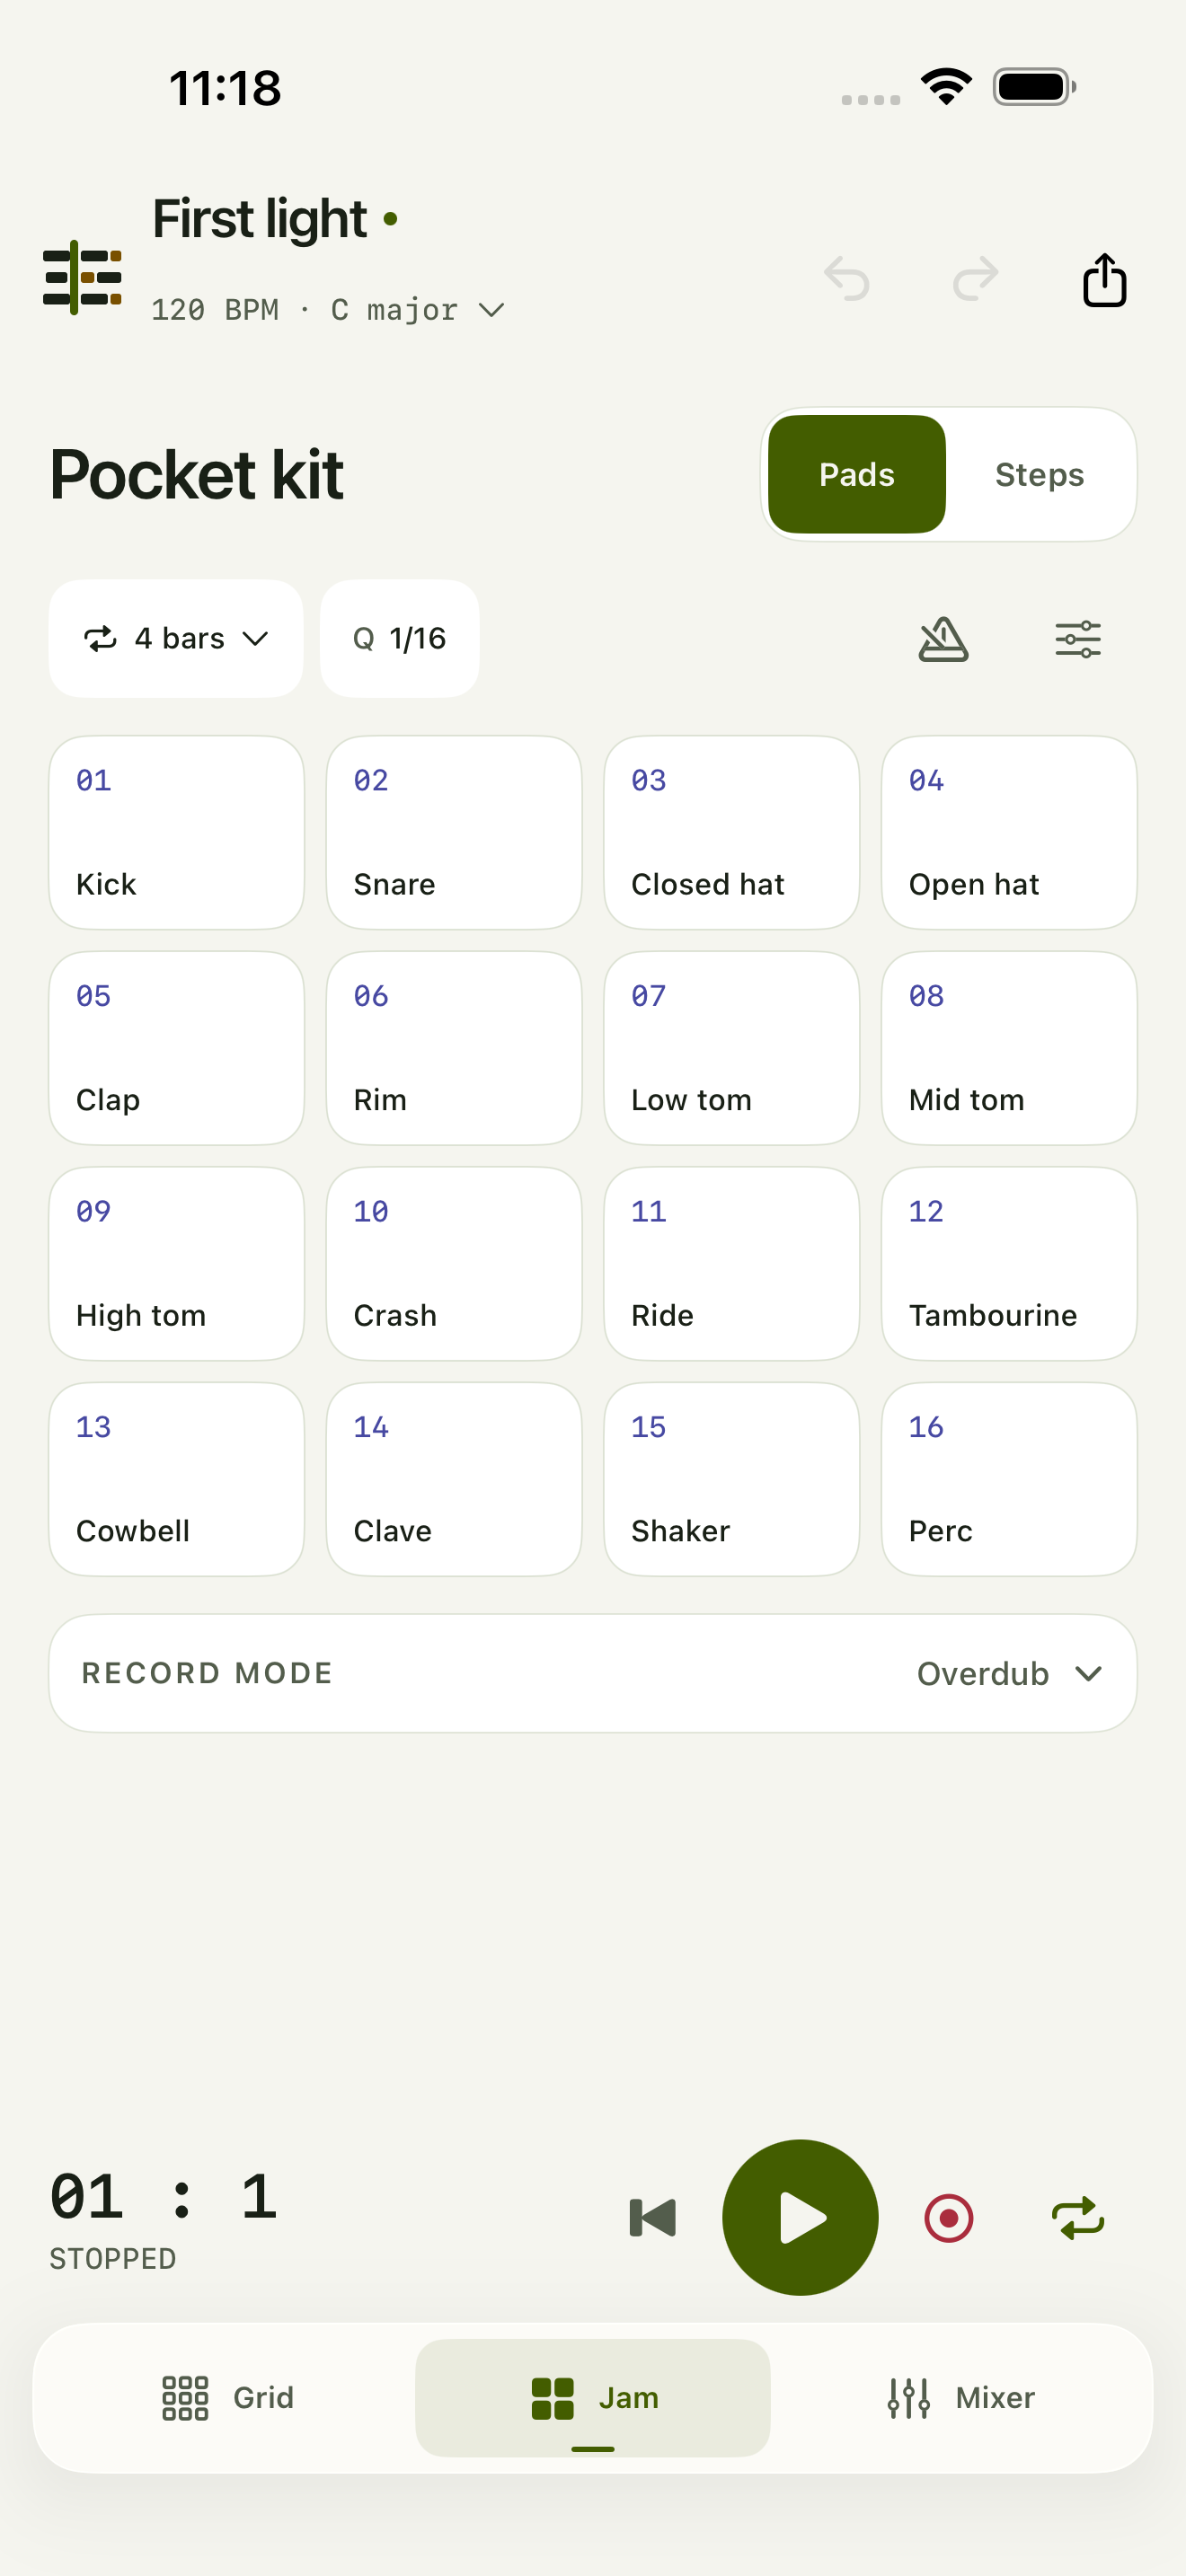 11:18
First light
120 BPM · C major
Pocket kit
Pads Steps
4 bars Q 1/16
01 02 03 04
Kick Snare Closed hat Open hat
05 06 07 08
Clap Rim Low tom Mid tom
09 10 11 12
High tom Crash Ride Tambourine
13 14 15 16
Cowbell Clave Shaker Perc
RECORD MODE Overdub
01 : 1
STOPPED
Grid Jam Mixer